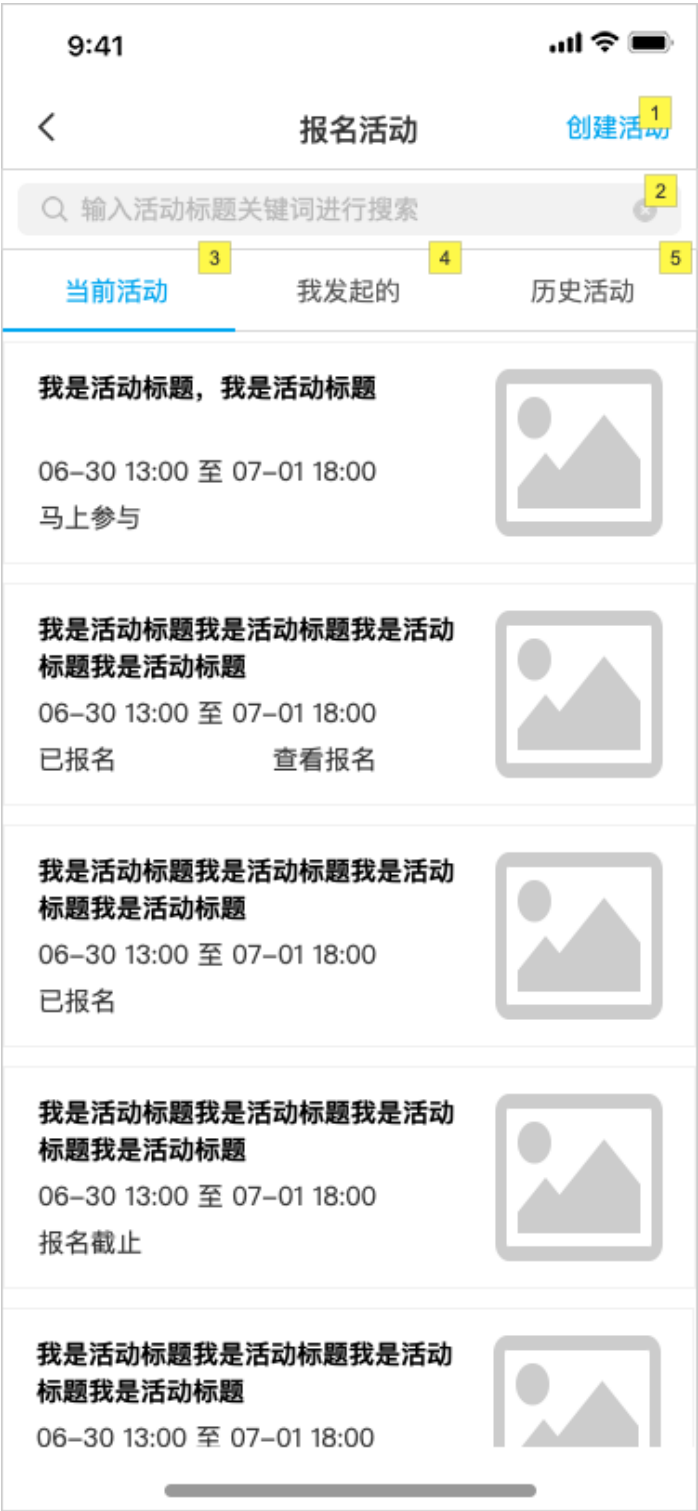 9:41
报名活动
创建活动
1
输入活动标题关键词进行搜索
2
当前活动
3
我发起的
4
历史活动
5
我是活动标题，我是活动标题
06-30 13:00 至 07-01 18:00
马上参与
我是活动标题我是活动标题我是活动
标题我是活动标题
06-30 13:00 至 07-01 18:00
已报名 查看报名
我是活动标题我是活动标题我是活动
标题我是活动标题
06-30 13:00 至 07-01 18:00
已报名
我是活动标题我是活动标题我是活动
标题我是活动标题
06-30 13:00 至 07-01 18:00
报名截止
我是活动标题我是活动标题我是活动
标题我是活动标题
06-30 13:00 至 07-01 18:00